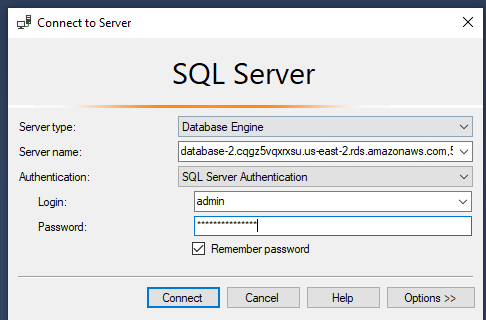 Connect to Server
SQL Server
Server type: Database Engine
Server name: database-2.cqgz5vqxrxsu.us-east-2.rds.amazonaws.com,5
Authentication: SQL Server Authentication
Login: admin
Password: ***************
Remember password
Connect Cancel Help Options >>